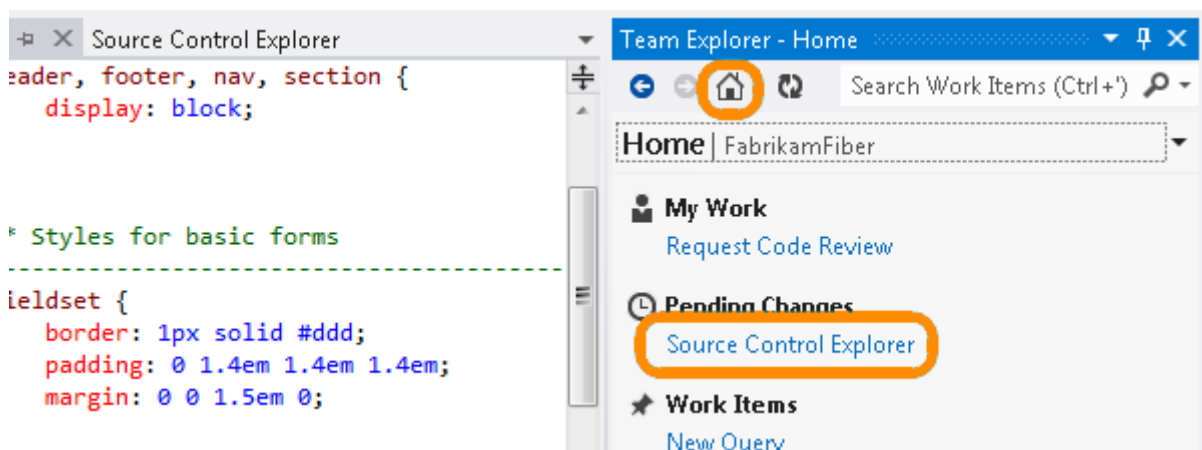 Source Control Explorer
eader, footer, nav, section {
display: block;
* Styles for basic forms
----------------------------------------
ieldset {
border: 1px solid #ddd;
padding: 0 1.4em 1.4em 1.4em;
margin: 0 0 1.5em 0;
Team Explorer - Home
Search Work Items (Ctrl+')
Home | FabrikamFiber
My Work
Request Code Review
Pending Changes
Source Control Explorer
Work Items
New Query